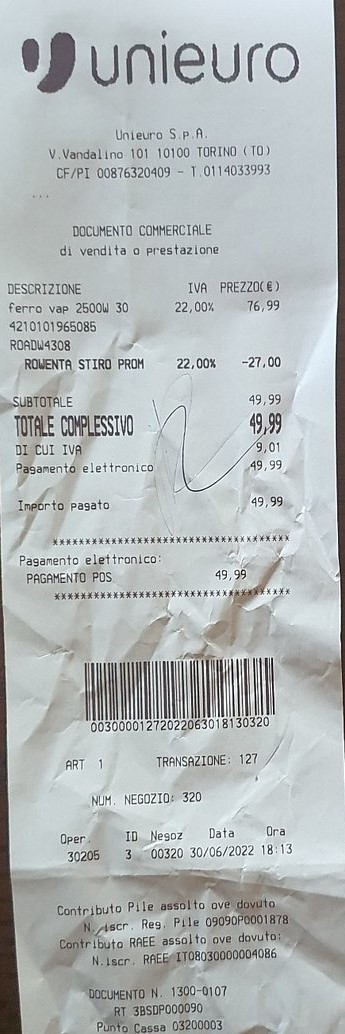 unieuro
Unieuro S.p.A.
V.Vandalino 101 10100 TORINO (TO)
CF/PI 00876320409 - T.0114033993
...
DOCUMENTO COMMERCIALE
di vendita o prestazione
DESCRIZIONE IVA PREZZO(€)
ferro vap 2500W 30 22,00% 76,99
4210101965085
ROADW4308
ROWENTA STIRO PROM 22,00% -27,00
SUBTOTALE 49,99
TOTALE COMPLESSIVO 49,99
DI CUI IVA 9,01
Pagamento elettronico 49,99
Importo pagato 49,99
****************************************
Pagamento elettronico:
PAGAMENTO POS 49,99
****************************************
00300001272022063018130320
ART 1 TRANSAZIONE: 127
NUM. NEGOZIO: 320
Oper. ID Negoz Data Ora
30205 3 00320 30/06/2022 18:13
Contributo Pile assolto ove dovuto
N. iscr. Reg. Pile 09090P0001878
Contributo RAEE assolto ove dovuto:
N.iscr. RAEE IT08030000004086
DOCUMENTO N. 1300-0107
RT 3BSDP000090
Punto Cassa 03200003